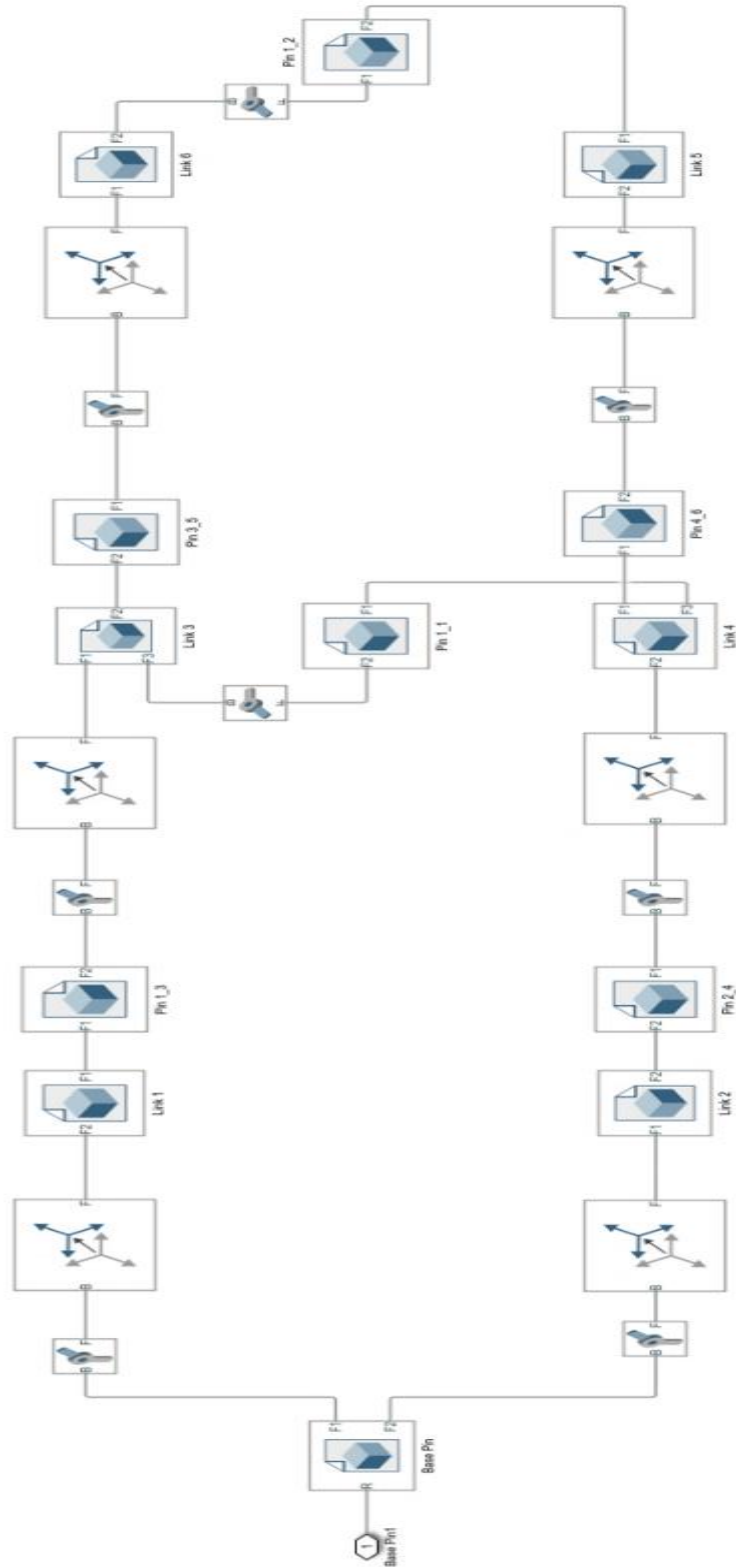 B F B F F2 F1 F1 F2 B F B F F1 F2 F2 F1 B F B F F1 F2
F3
Link 1 Pin 1_3 Link 3 Pin 3_5 Link 6
B B
F F
F1
1 R F2 F2 F1 F1 F2
Base Pin1 Base Pin Pin 1_1 Pin 1_2
B F B F F1 F2 F2 F1 B F B F F2 F1 F1 F2 B F B F F2 F1
F3
Link 2 Pin 2_4 Link 4 Pin 4_6 Link 5